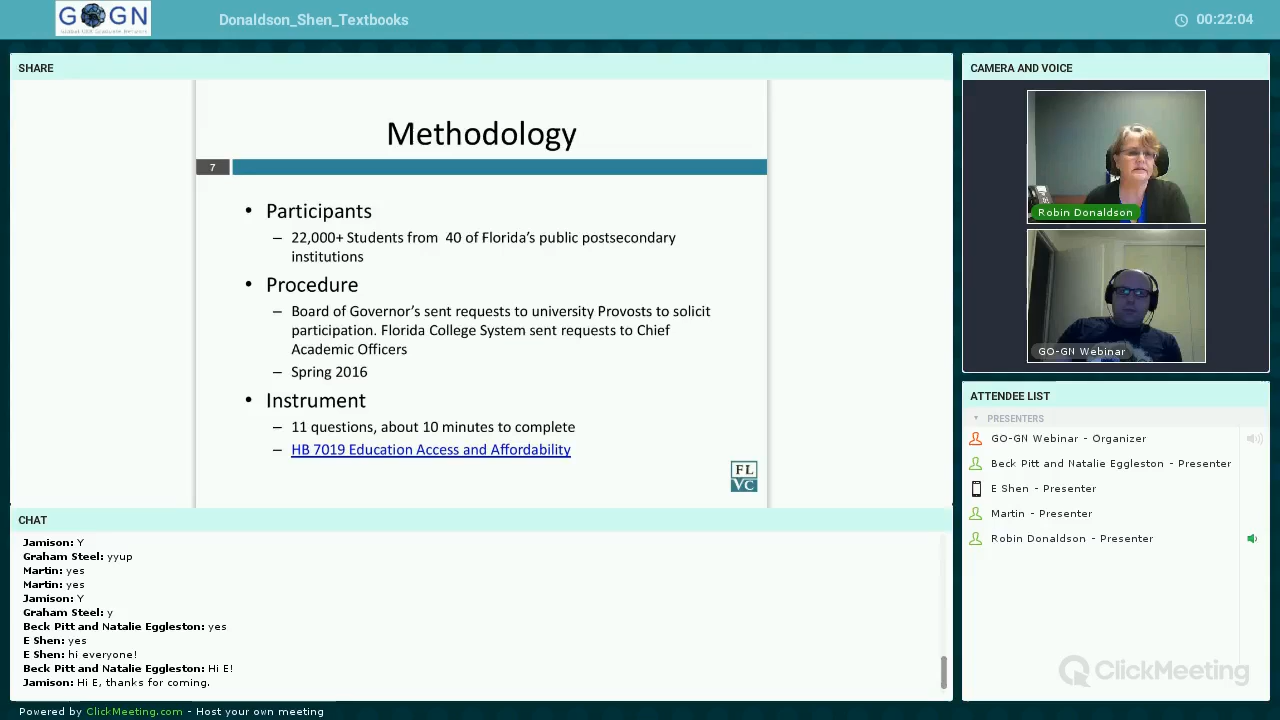 GOGN
Donaldson_Shen_Textbooks
00:22:04
SHARE
Methodology
7
• Participants
– 22,000+ Students from 40 of Florida's public postsecondary
institutions
• Procedure
– Board of Governor's sent requests to university Provosts to solicit
participation. Florida College System sent requests to Chief
Academic Officers
– Spring 2016
• Instrument
– 11 questions, about 10 minutes to complete
– HB 7019 Education Access and Affordability
FL
VC
CAMERA AND VOICE
Robin Donaldson
GO-GN Webinar
ATTENDEE LIST
PRESENTERS
GO-GN Webinar - Organizer
Beck Pitt and Natalie Eggleston - Presenter
E Shen - Presenter
Martin - Presenter
Robin Donaldson - Presenter
CHAT
Jamison: Y
Graham Steel: yyup
Martin: yes
Martin: yes
Jamison: Y
Graham Steel: y
Beck Pitt and Natalie Eggleston: yes
E Shen: yes
E Shen: hi everyone!
Beck Pitt and Natalie Eggleston: Hi E!
Jamison: Hi E, thanks for coming.
ClickMeeting
Powered by ClickMeeting.com - Host your own meeting